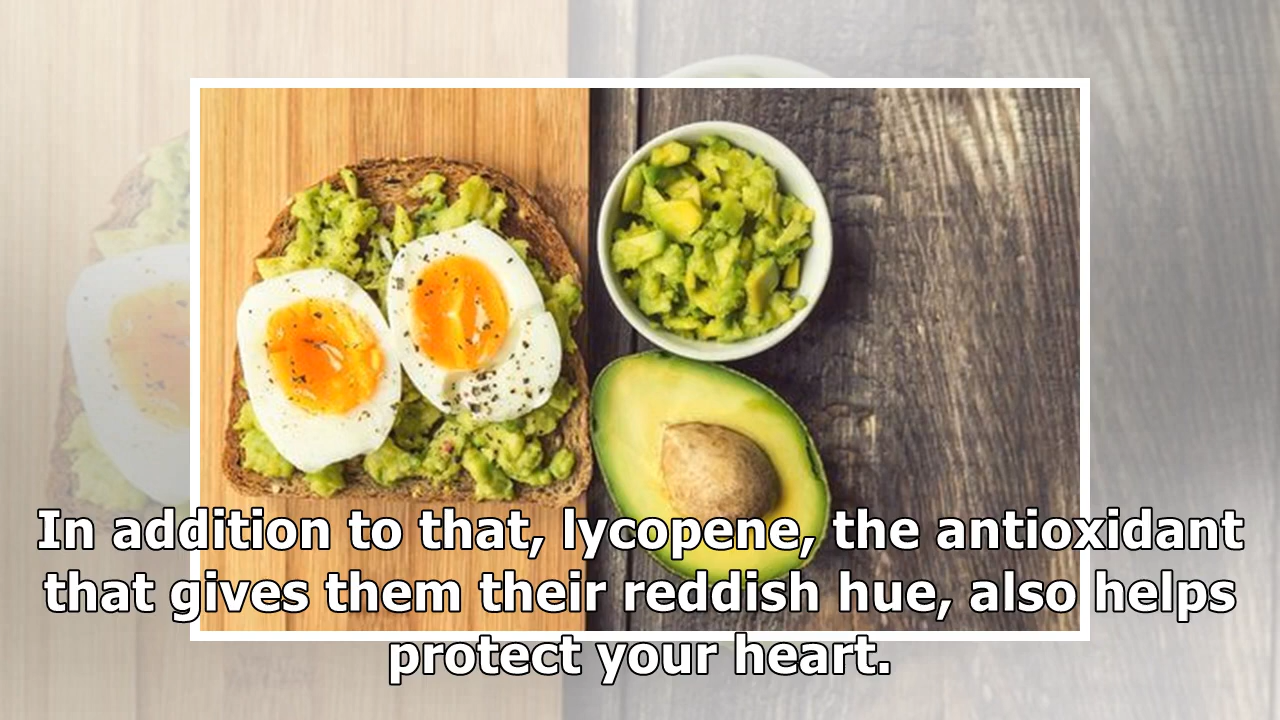 In addition to that, lycopene, the antioxidant
that gives them their reddish hue, also helps
protect your heart.